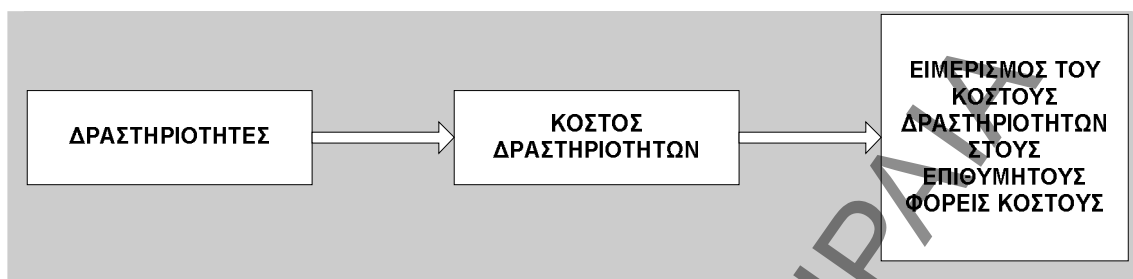 ΔΡΑΣΤΗΡΙΟΤΗΤΕΣ
ΚΟΣΤΟΣ
ΔΡΑΣΤΗΡΙΟΤΗΤΩΝ
ΕΙΜΕΡΙΣΜΟΣ ΤΟΥ
ΚΟΣΤΟΥΣ
ΔΡΑΣΤΗΡΙΟΤΗΤΩΝ
ΣΤΟΥΣ
ΕΠΙΘΥΜΗΤΟΥΣ
ΦΟΡΕΙΣ ΚΟΣΤΟΥΣ